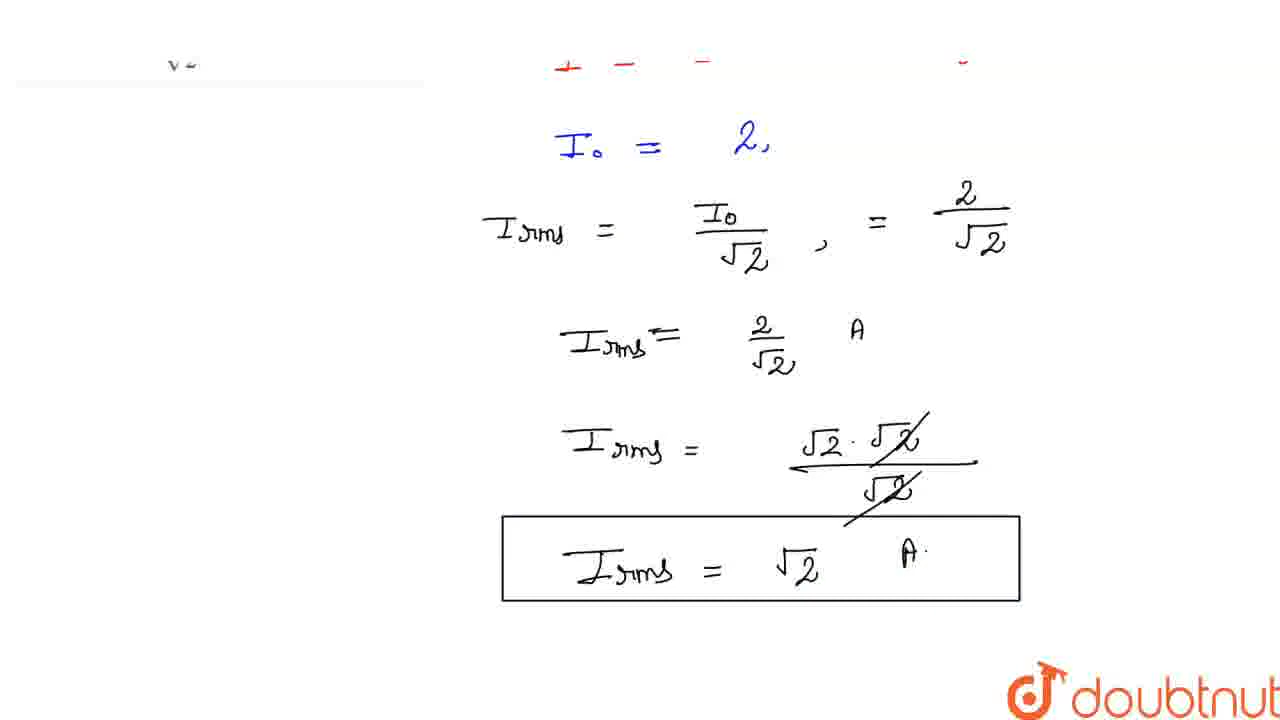 I₀ = 2,
Irms = I₀/√2 , = 2/√2
Irms = 2/√2 A
Irms = √2 · √2/√2
Irms = √2 A.
doubtnut